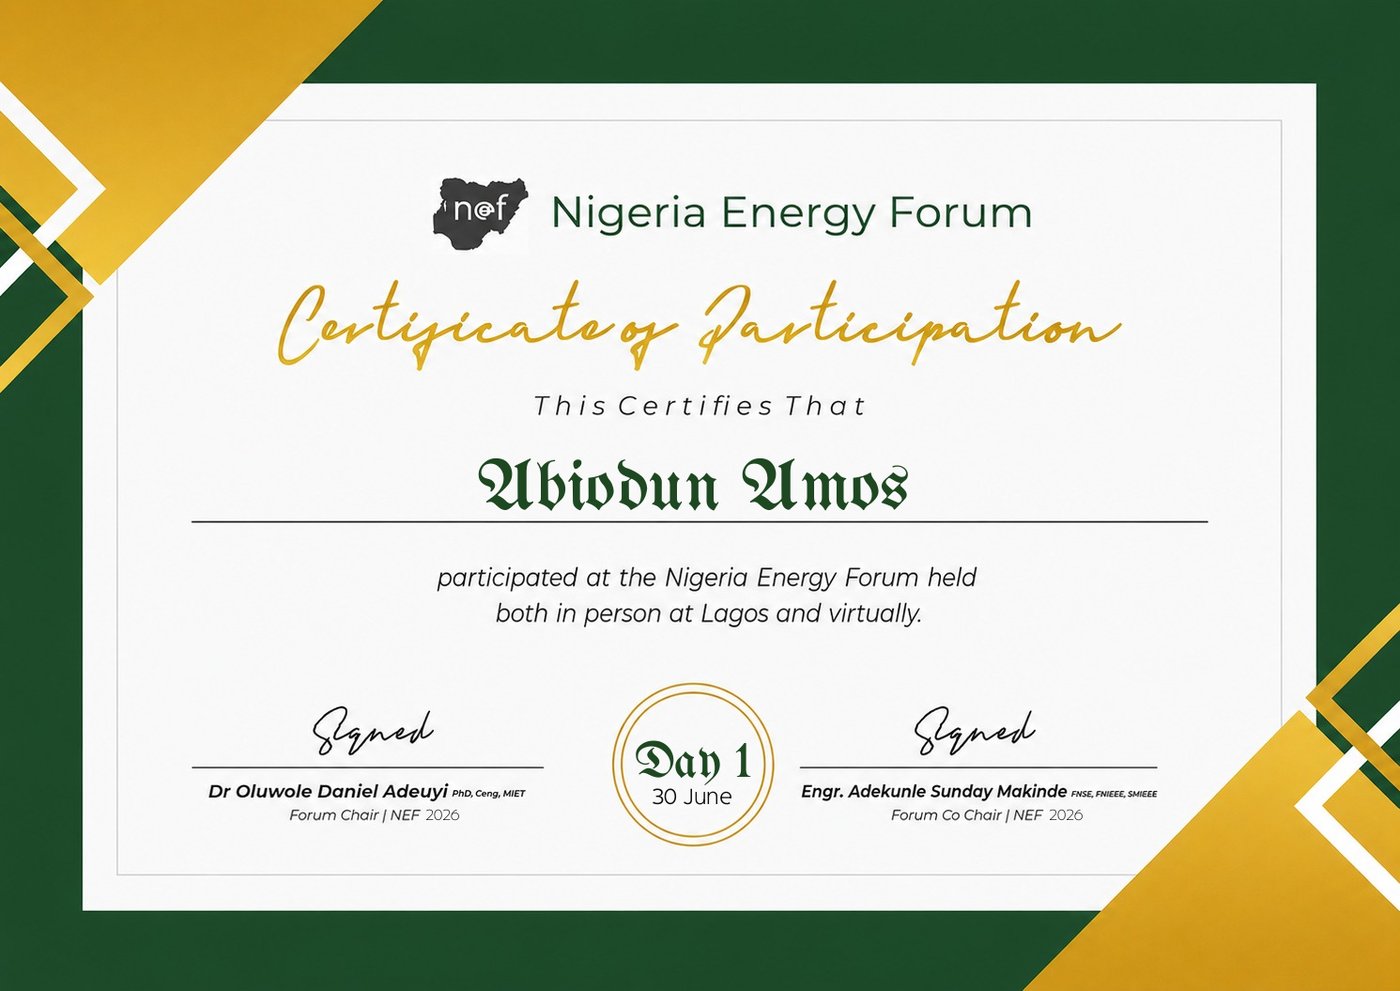 nef
Nigeria Energy Forum
Certificate of Participation
This Certifies That
Abiodun Amos
participated at the Nigeria Energy Forum held
both in person at Lagos and virtually.
Signed
Dr Oluwole Daniel Adeuyi PhD, Ceng, MIET
Forum Chair | NEF 2026
Day 1
30 June
Signed
Engr. Adekunle Sunday Makinde FNSE, FNIEEE, SMIEEE
Forum Co Chair | NEF 2026